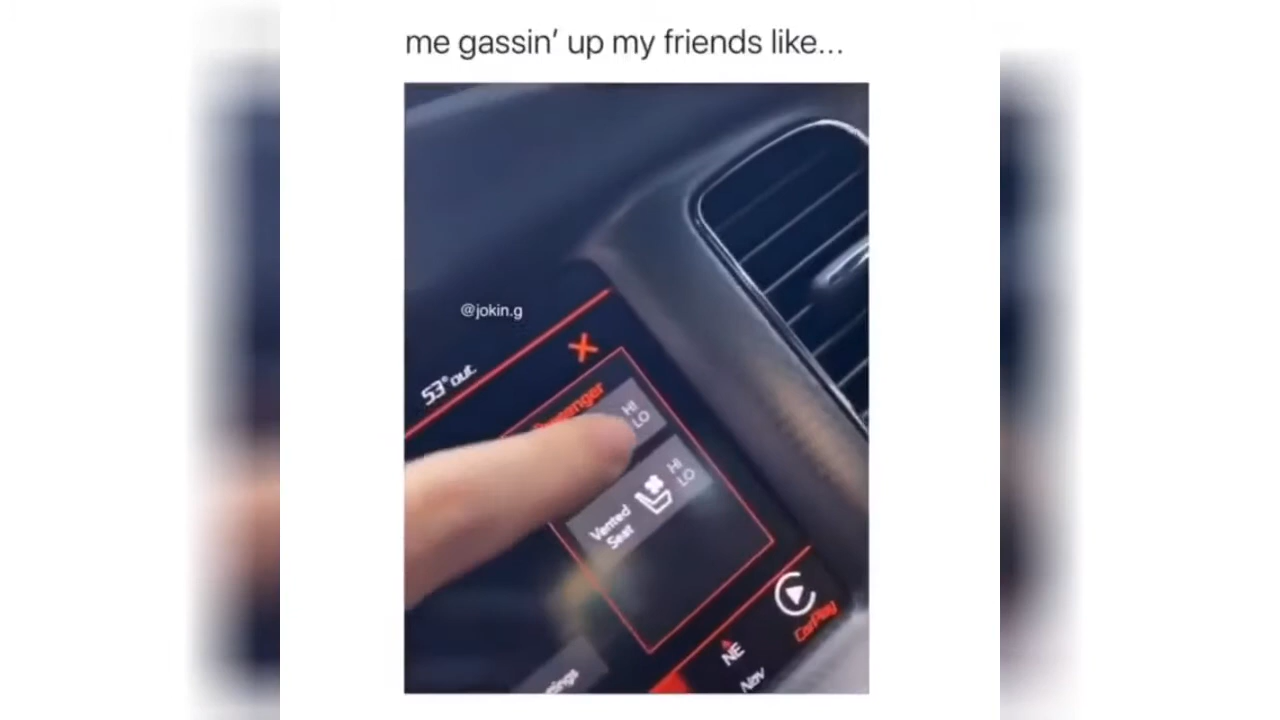 me gassin’ up my friends like...
@jokin.g
53° out
HI
LO
HI
LO
Vented
Seat
CarPlay
NE
Nav